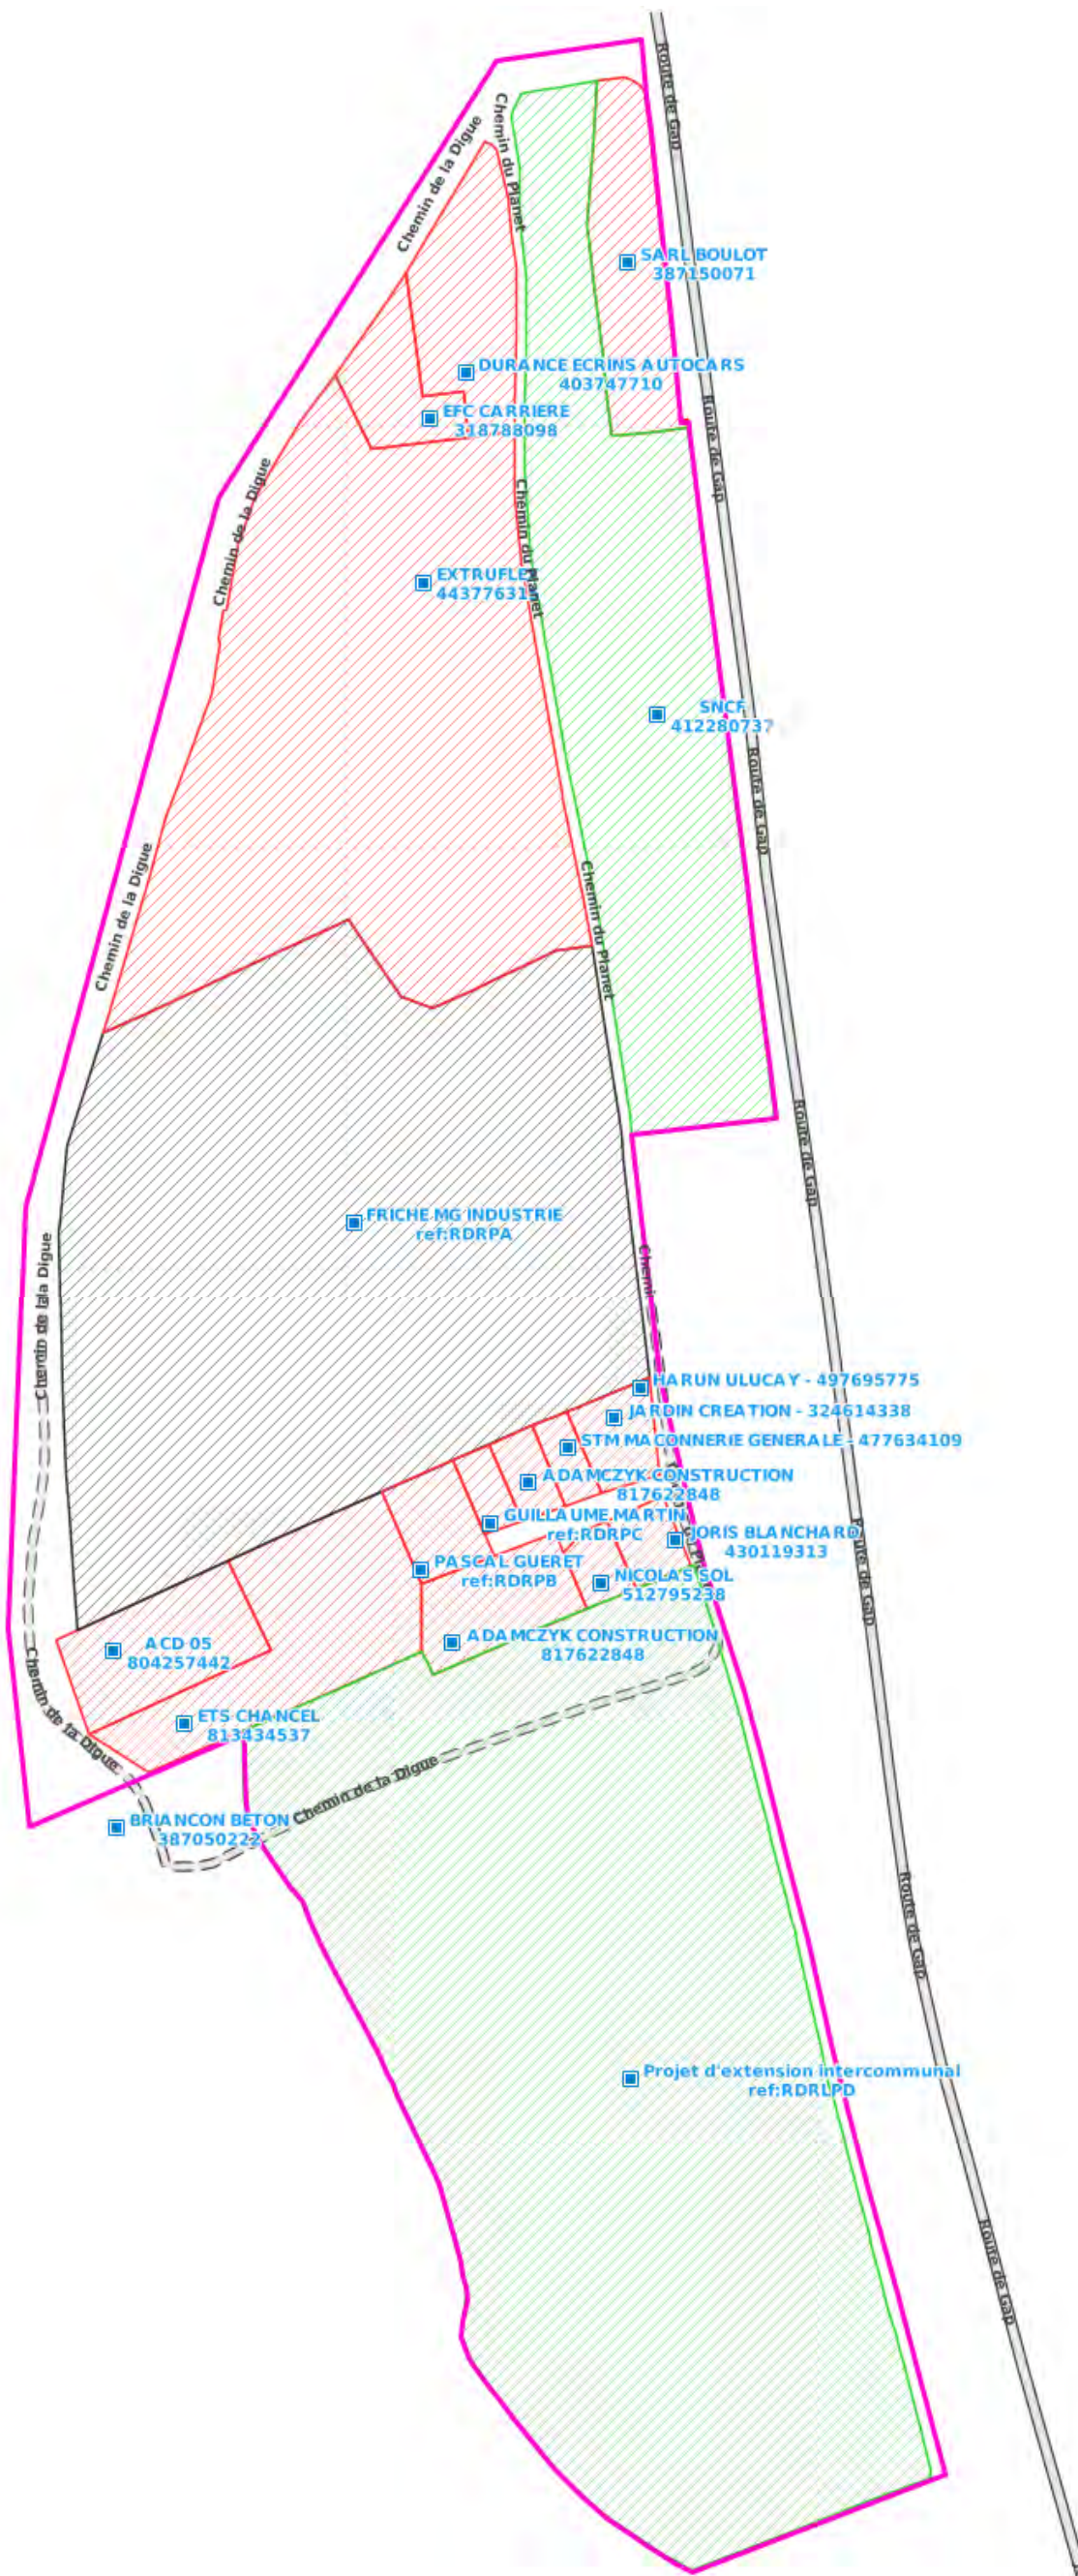 Route de Gap
Chemin du Planet
Chemin de la Digue
SARL BOULOT
387150071
DURANCE ECRINS AUTOCARS
403747710
EFC CARRIERE
318788098
Route de Gap
Chemin de la Digue
Chemin du Planet
44377631
SNCF
412280737
Route de Gap
Chemin de la Digue
Chemin du Planet
Route de Gap
FRICHE MG INDUSTRIE
ref:RDRPA
Chemin de la Digue
Chemi
HARUN ULUCAY - 497695775
JARDIN CREATION - 324614338
STM MACONNERIE GENERALE - 477634109
ADAMCZYK CONSTRUCTION
817622848
GUILLAUME MARTIN
ref:RDRPC
JORIS BLANCHARD
430119313
Route de Gap
PASCAL GUERET
ref:RDRPB
NICOLAS SOL
512795238
ADAMCZYK CONSTRUCTION
817622848
ACD 05
804257442
Chemin de la Digue
ETS CHANCEL
813434537
Chemin de la Digue
BRIANCON BETON
387050222
Route de Gap
Projet d'extension intercommunal
ref:RDRLPD
Route de Gap